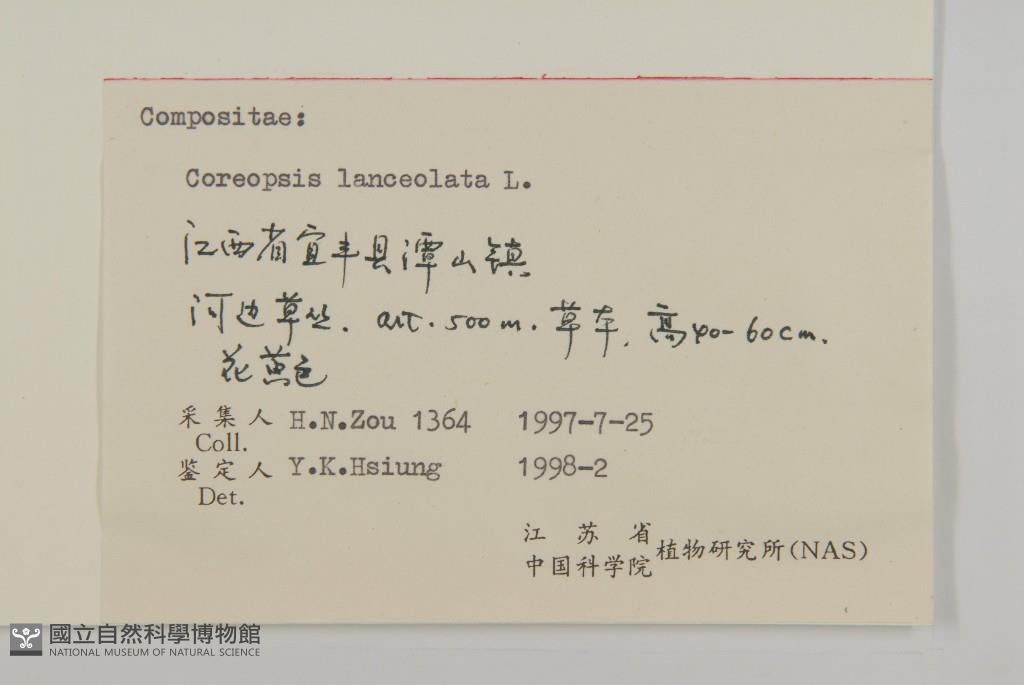 Compositae:
Coreopsis lanceolata L.
江西省宜丰县潭山镇
河边草丛. alt. 500m. 草本, 高40-60cm.
花黄色
采集人 H.N.Zou 1364 1997-7-25
Coll.
鉴定人 Y.K.Hsiung 1998-2
Det.
江苏省
中国科学院 植物研究所(NAS)
國立自然科學博物館
NATIONAL MUSEUM OF NATURAL SCIENCE